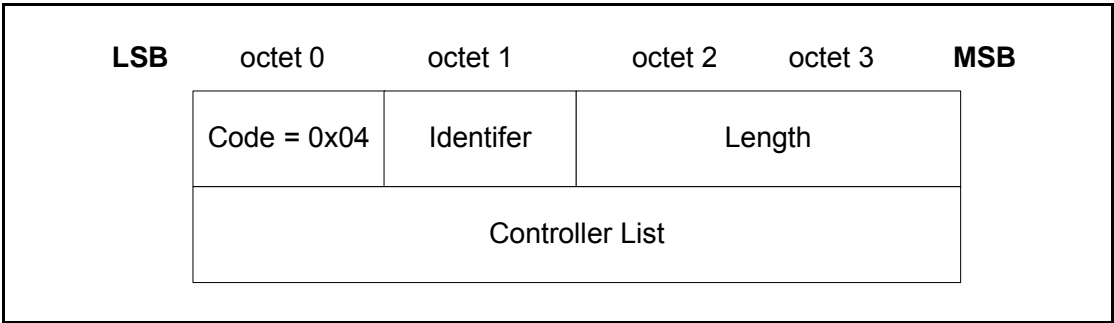 LSB octet 0 octet 1 octet 2 octet 3 MSB
Code = 0x04 Identifer Length
Controller List